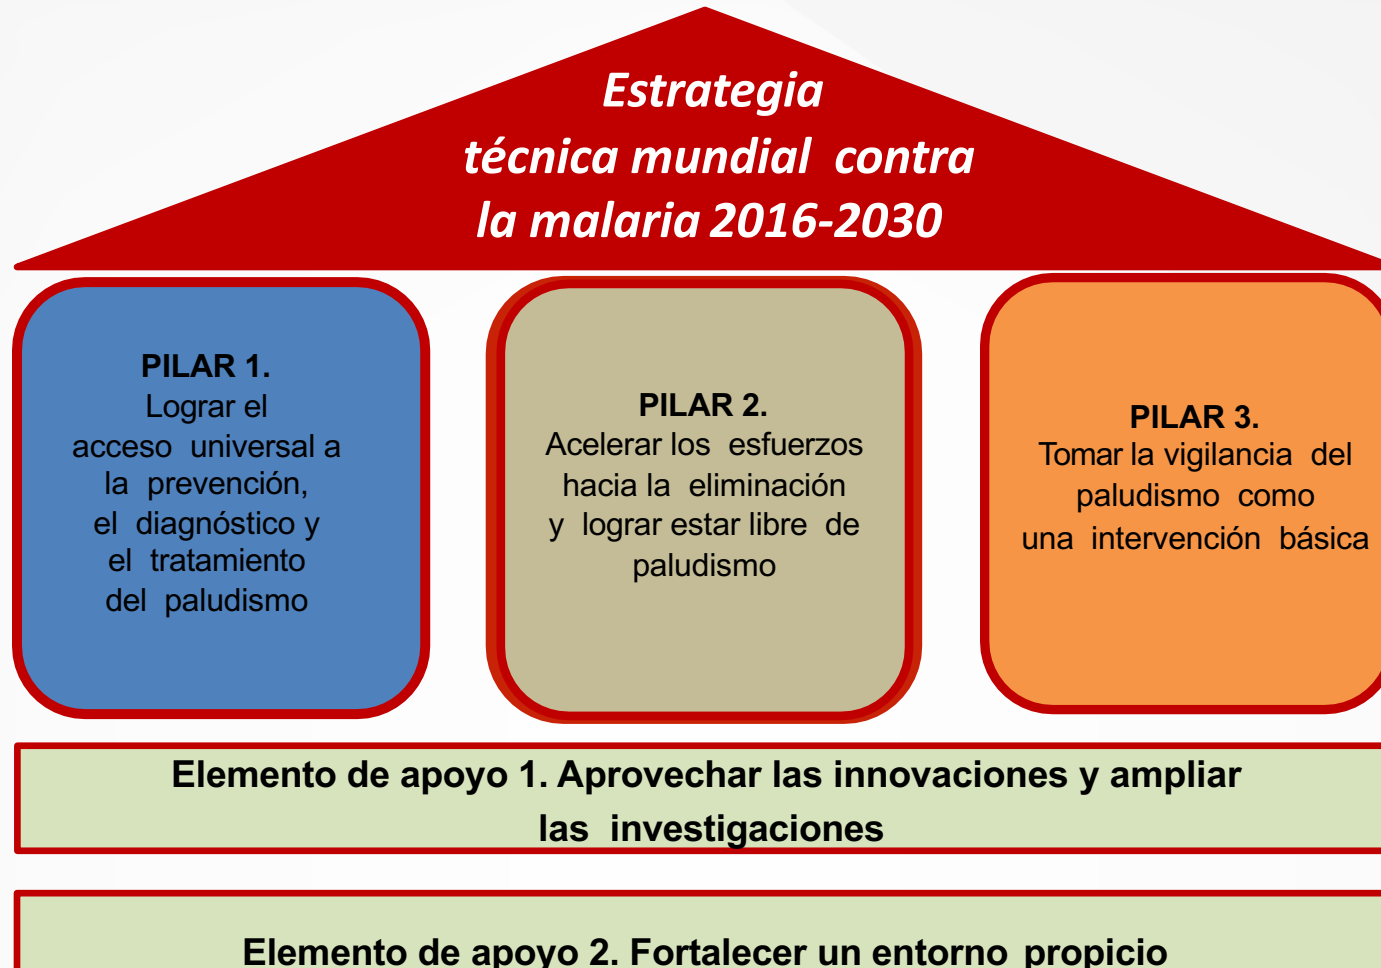 Estrategia
técnica mundial contra
la malaria 2016-2030
PILAR 1.
Lograr el
acceso universal a
la prevención,
el diagnóstico y
el tratamiento
del paludismo
PILAR 2.
Acelerar los esfuerzos
hacia la eliminación
y lograr estar libre de
paludismo
PILAR 3.
Tomar la vigilancia del
paludismo como
una intervención básica
Elemento de apoyo 1. Aprovechar las innovaciones y ampliar
las investigaciones
Elemento de apoyo 2. Fortalecer un entorno propicio